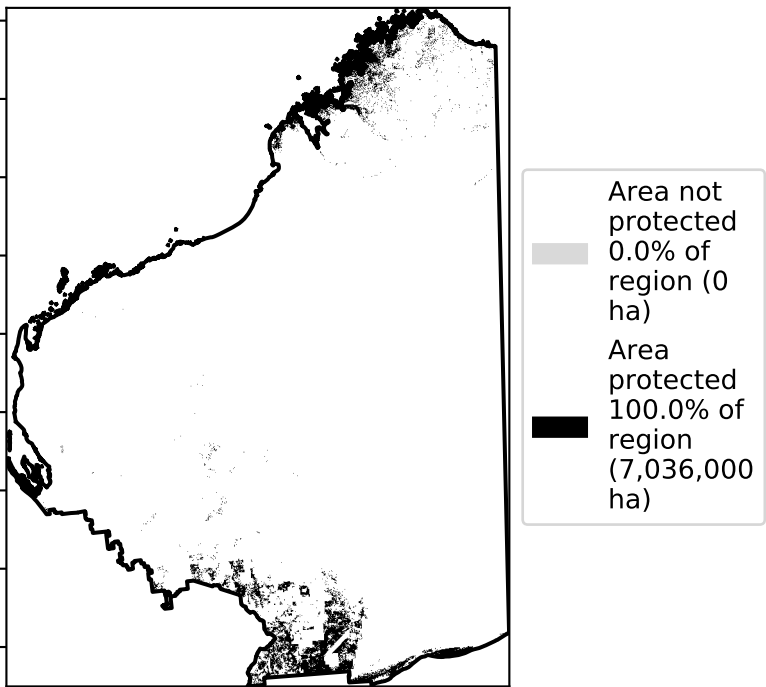 Area not
protected
0.0% of
region (0
ha)
Area
protected
100.0% of
region
(7,036,000
ha)